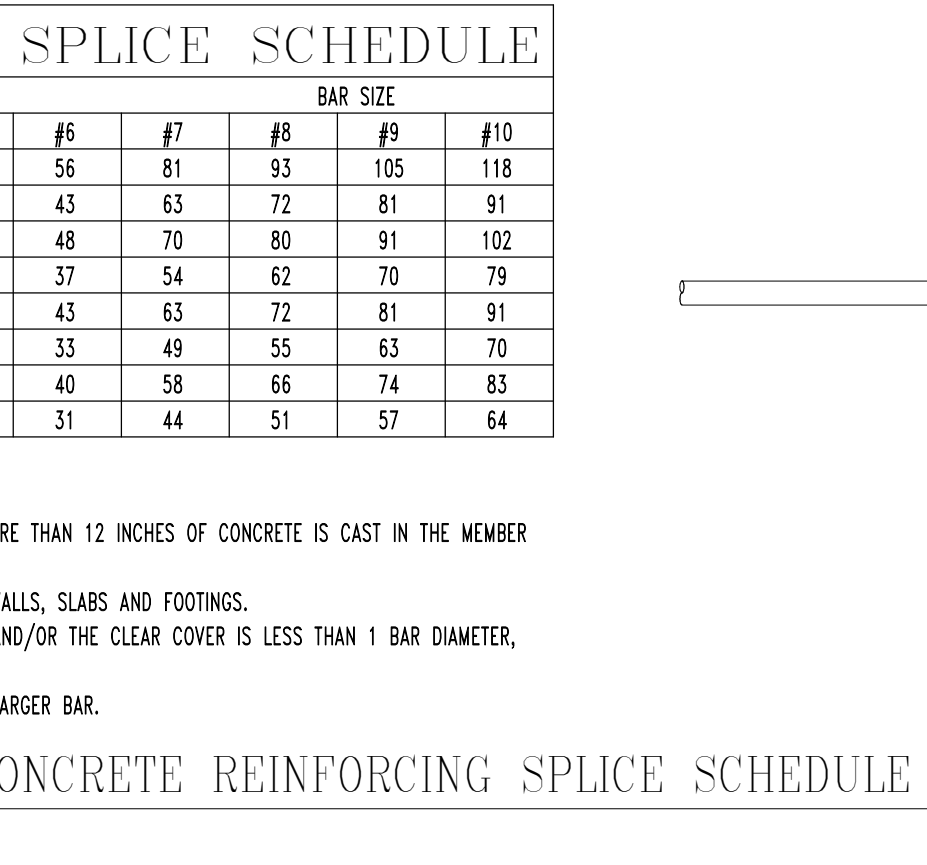 SPLICE SCHEDULE
BAR SIZE
#6 #7 #8 #9 #10
56 81 93 105 118
43 63 72 81 91
48 70 80 91 102
37 54 62 70 79
43 63 72 81 91
33 49 55 63 70
40 58 66 74 83
31 44 51 57 64
RE THAN 12 INCHES OF CONCRETE IS CAST IN THE MEMBER
ALLS, SLABS AND FOOTINGS.
ND/OR THE CLEAR COVER IS LESS THAN 1 BAR DIAMETER,
ARGER BAR.
ONCRETE REINFORCING SPLICE SCHEDULE